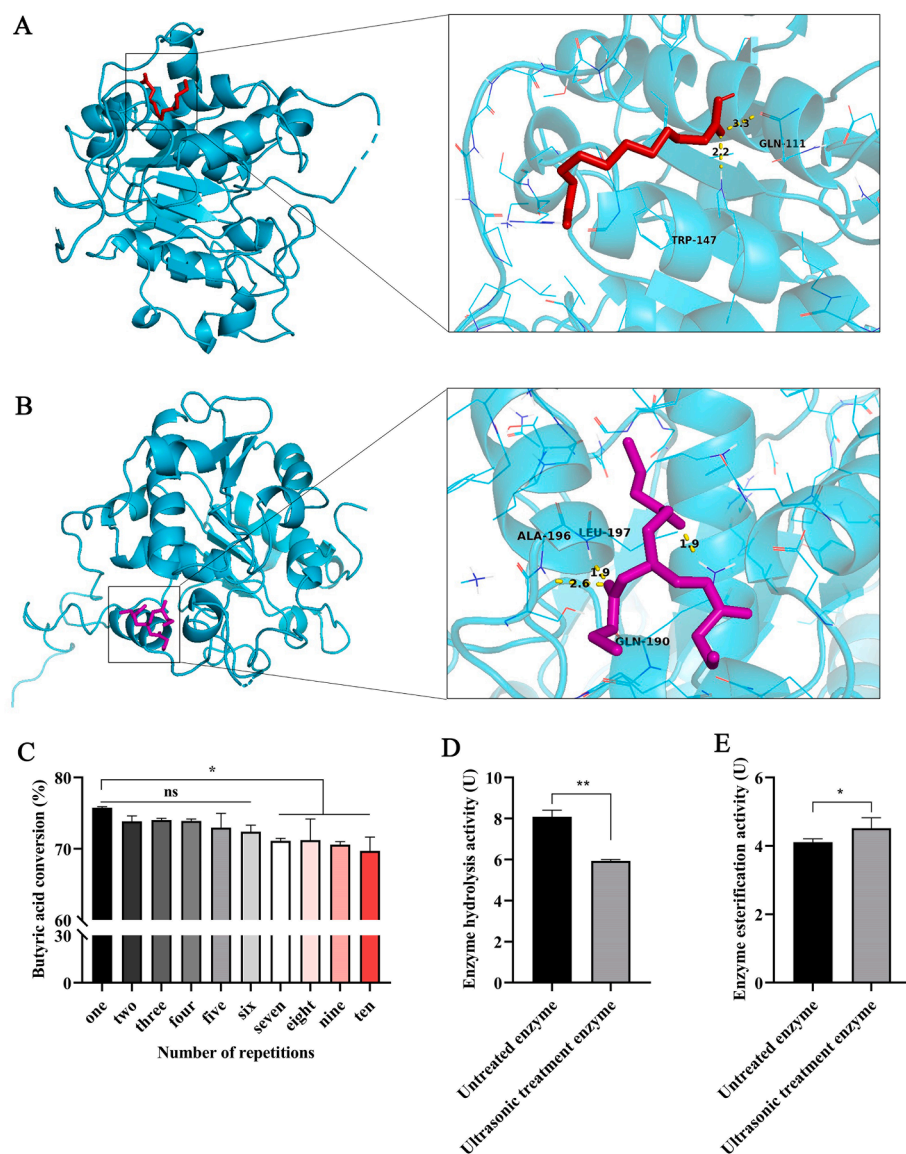 A
3.3
GLN-111
2.2
TRP-147
B
ALA-196
LEU-197
1.9
1.9
2.6
GLN-190
C
Butyric acid conversion (%)
80
70
60
30
0
*
ns
one
two
three
four
five
six
seven
eight
nine
ten
Number of repetitions
D
Enzyme hydrolysis activity (U)
10
8
6
4
2
0
**
Untreated enzyme
Ultrasonic treatment enzyme
E
Enzyme esterification activity (U)
6
4
2
0
*
Untreated enzyme
Ultrasonic treatment enzyme